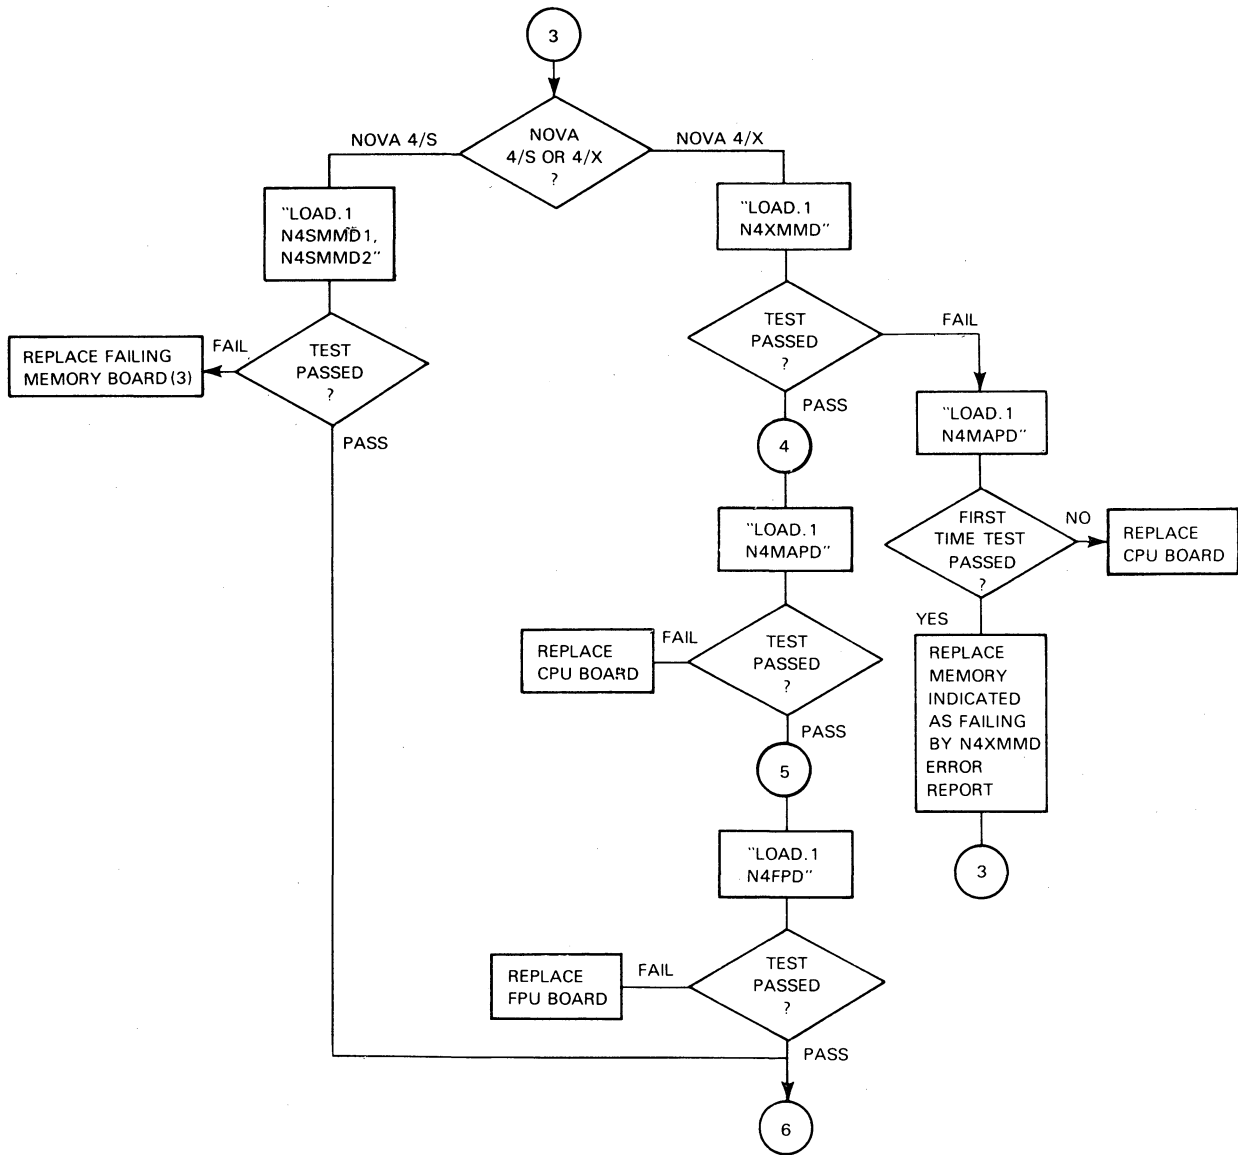 3
NOVA
4/S OR 4/X
?
NOVA 4/S
NOVA 4/X
"LOAD.1
N4SMMD1,
N4SMMD2"
"LOAD.1
N4XMMD"
TEST
PASSED
?
FAIL
REPLACE FAILING
MEMORY BOARD (3)
PASS
TEST
PASSED
?
FAIL
PASS
4
"LOAD.1
N4MAPD"
FIRST
TIME TEST
PASSED
?
NO
REPLACE
CPU BOARD
YES
REPLACE
MEMORY
INDICATED
AS FAILING
BY N4XMMD
ERROR
REPORT
3
"LOAD.1
N4MAPD"
TEST
PASSED
?
FAIL
REPLACE
CPU BOARD
PASS
5
"LOAD.1
N4FPD"
TEST
PASSED
?
FAIL
REPLACE
FPU BOARD
PASS
6